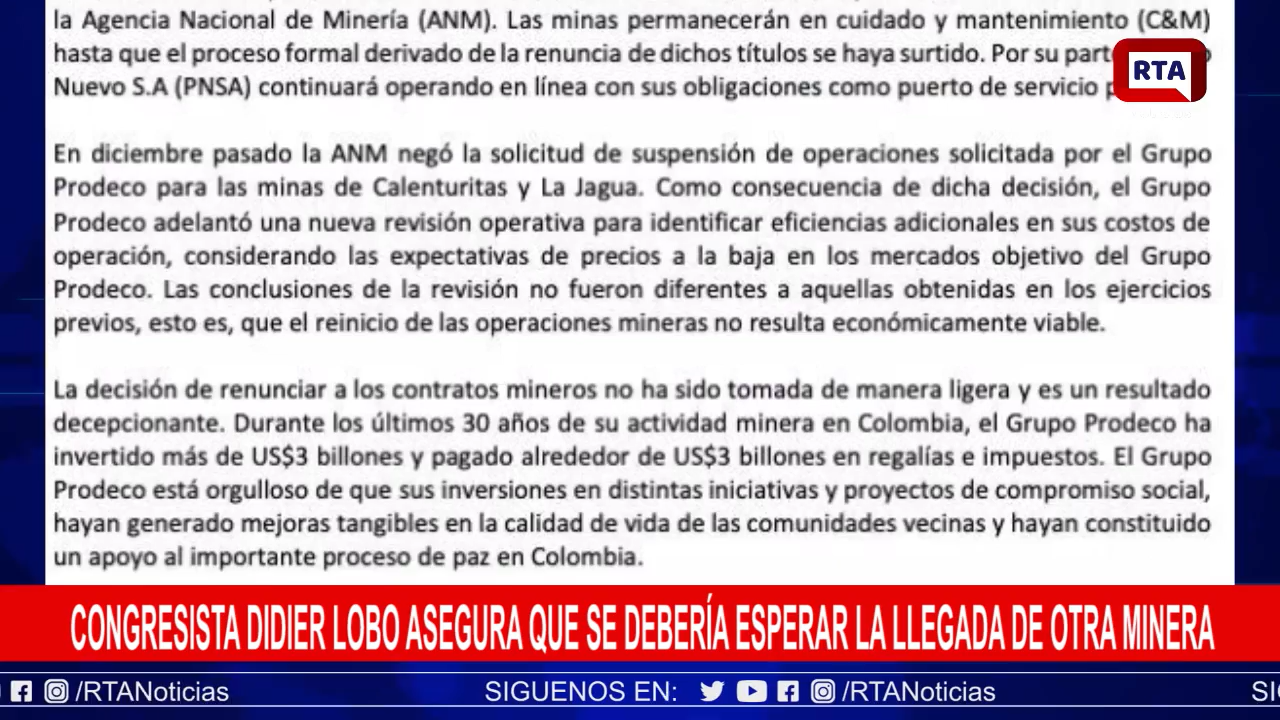 la Agencia Nacional de Minería (ANM). Las minas permanecerán en cuidado y mantenimiento (C&M)
hasta que el proceso formal derivado de la renuncia de dichos títulos se haya surtido. Por su
RTA
Nuevo S.A (PNSA) continuará operando en línea con sus obligaciones como puerto de servicio
En diciembre pasado la ANM negó la solicitud de suspensión de operaciones solicitada por el Grupo
Prodeco para las minas de Calenturitas y La Jagua. Como consecuencia de dicha decisión, el Grupo
Prodeco adelantó una nueva revisión operativa para identificar eficiencias adicionales en sus costos de
operación, considerando las expectativas de precios a la baja en los mercados objetivo del Grupo
Prodeco. Las conclusiones de la revisión no fueron diferentes a aquellas obtenidas en los ejercicios
previos, esto es, que el reinicio de las operaciones mineras no resulta económicamente viable.
La decisión de renunciar a los contratos mineros no ha sido tomada de manera ligera y es un resultado
decepcionante. Durante los últimos 30 años de su actividad minera en Colombia, el Grupo Prodeco ha
invertido más de US$3 billones y pagado alrededor de US$3 billones en regalías e impuestos. El Grupo
Prodeco está orgulloso de que sus inversiones en distintas iniciativas y proyectos de compromiso social,
hayan generado mejoras tangibles en la calidad de vida de las comunidades vecinas y hayan constituido
un apoyo al importante proceso de paz en Colombia.
CONGRESISTA DIDIER LOBO ASEGURA QUE SE DEBERÍA ESPERAR LA LLEGADA DE OTRA MINERA
/RTANoticias SIGUENOS EN: /RTANoticias SI